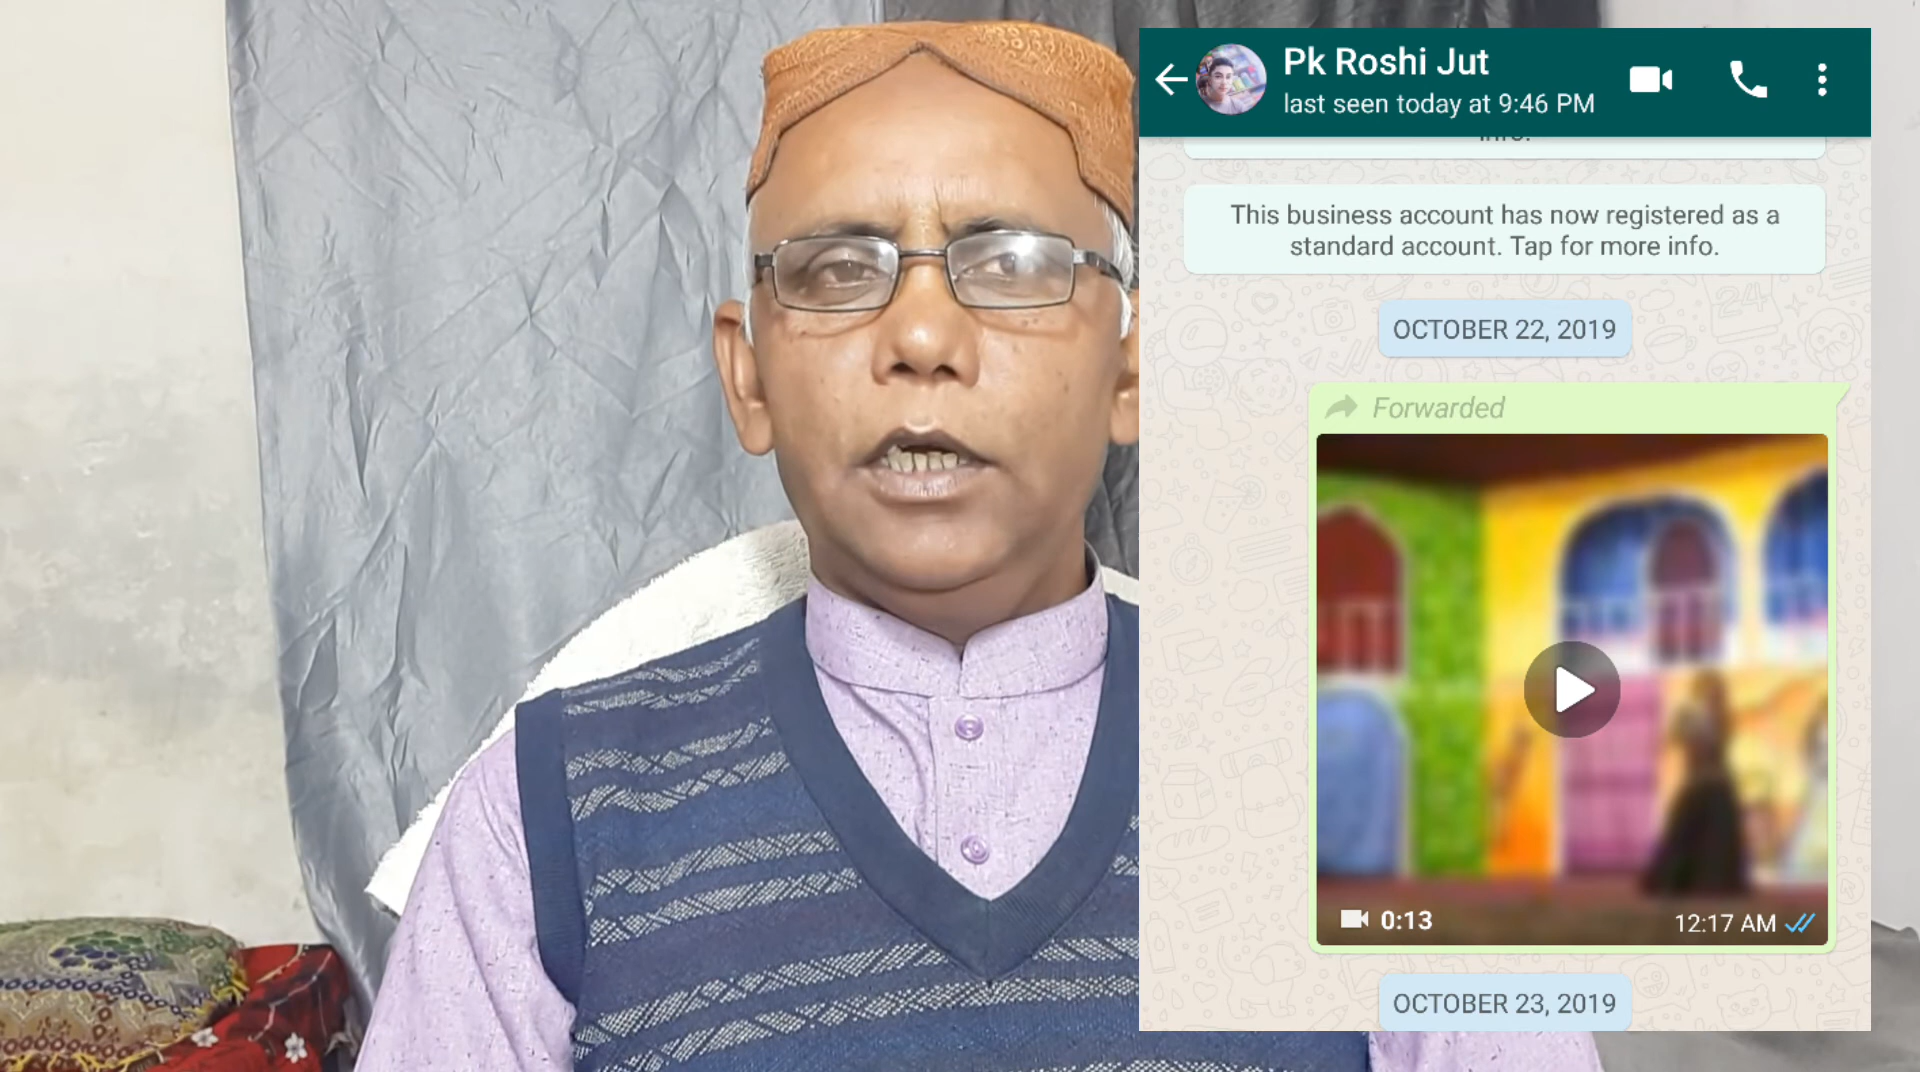 Pk Roshi Jut
last seen today at 9:46 PM
info.
This business account has now registered as a
standard account. Tap for more info.
OCTOBER 22, 2019
Forwarded
0:13
12:17 AM
OCTOBER 23, 2019